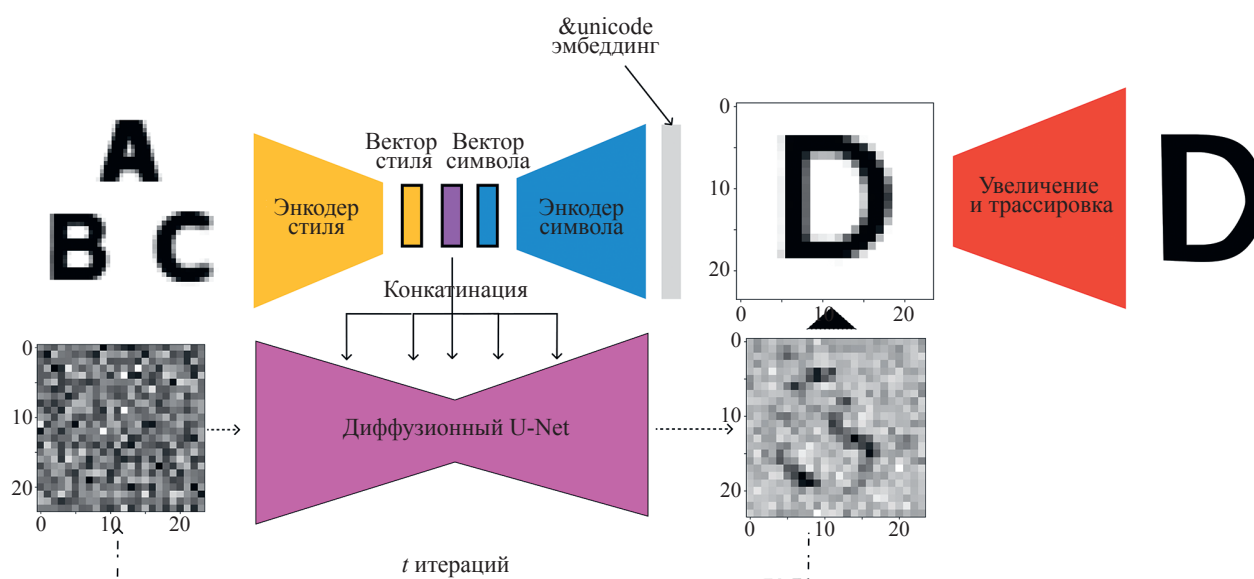 &unicode
эмбеддинг
A
B C
Энкодер
стиля
Вектор
стиля
Вектор
символа
Энкодер
символа
0
10
20
0
10
20
D
Увеличение
и трассировка
D
Конкатинация
0
10
20
0
10
20
Диффузионный U-Net
0
10
20
0
10
20
t итераций